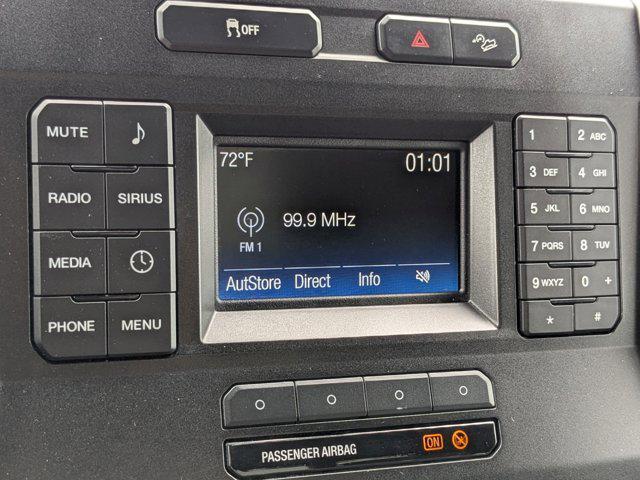 OFF
MUTE
RADIO SIRIUS
MEDIA
PHONE MENU
72°F 01:01
99.9 MHz
FM 1
AutStore Direct Info
1 2 ABC
3 DEF 4 GHI
5 JKL 6 MNO
7 PQRS 8 TUV
9 WXYZ 0 +
* #
PASSENGER AIRBAG ON